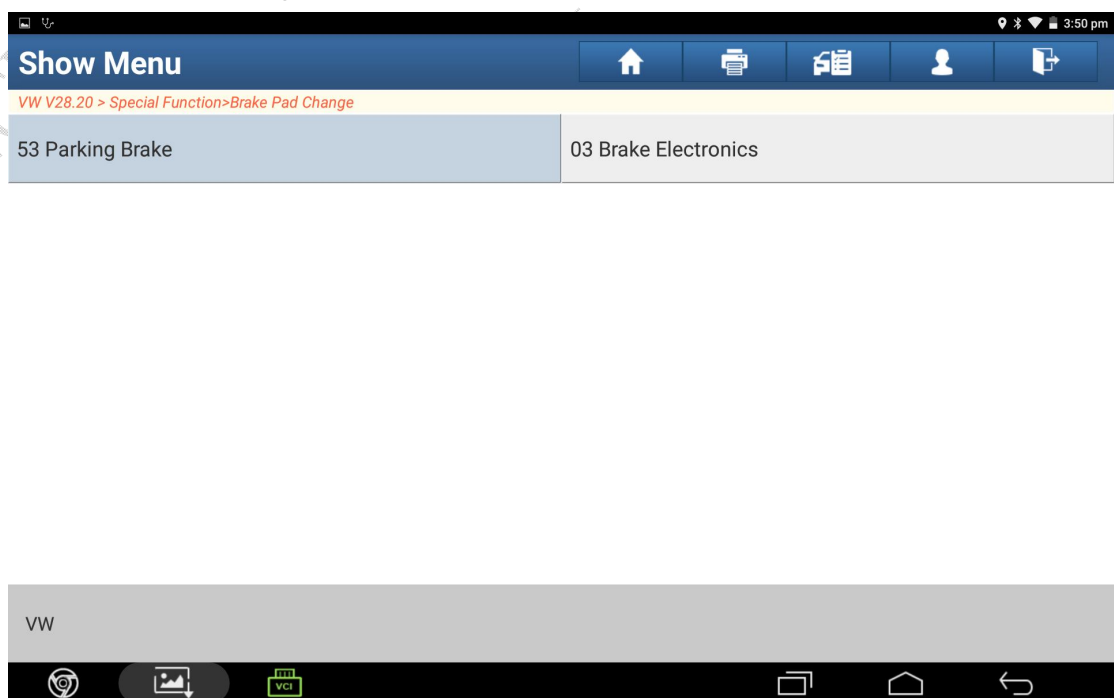 3:50 pm
Show Menu
VW V28.20 > Special Function>Brake Pad Change
53 Parking Brake
03 Brake Electronics
VW
VCI